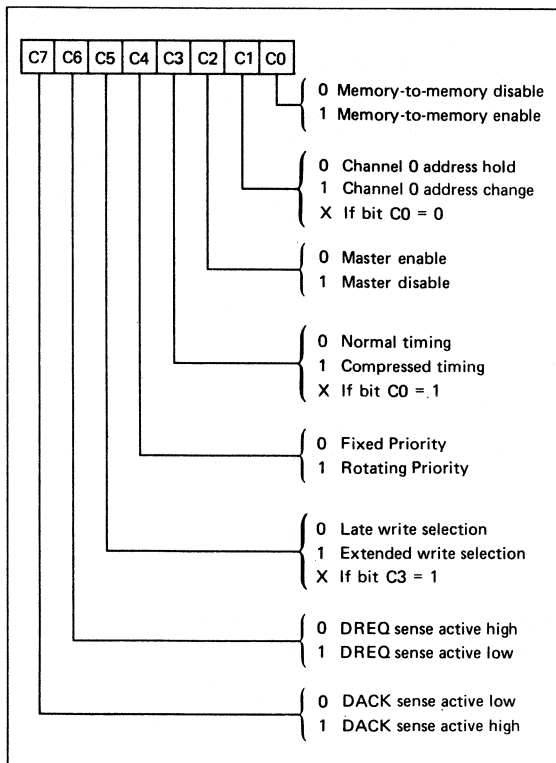 C7 C6 C5 C4 C3 C2 C1 C0
0 Memory-to-memory disable
1 Memory-to-memory enable
0 Channel 0 address hold
1 Channel 0 address change
X If bit C0 = 0
0 Master enable
1 Master disable
0 Normal timing
1 Compressed timing
X If bit C0 = 1
0 Fixed Priority
1 Rotating Priority
0 Late write selection
1 Extended write selection
X If bit C3 = 1
0 DREQ sense active high
1 DREQ sense active low
0 DACK sense active low
1 DACK sense active high